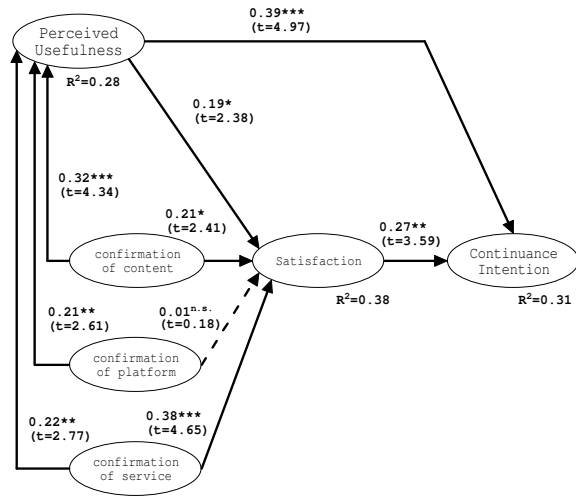 0.39***
(t=4.97)
Perceived
Usefulness
R²=0.28
0.19*
(t=2.38)
0.32***
(t=4.34)
0.21*
(t=2.41)
0.27**
(t=3.59)
confirmation
of content
Satisfaction
Continuance
Intention
R²=0.38
R²=0.31
0.21**
(t=2.61)
0.01n.s.
(t=0.18)
confirmation
of platform
0.22**
(t=2.77)
0.38***
(t=4.65)
confirmation
of service